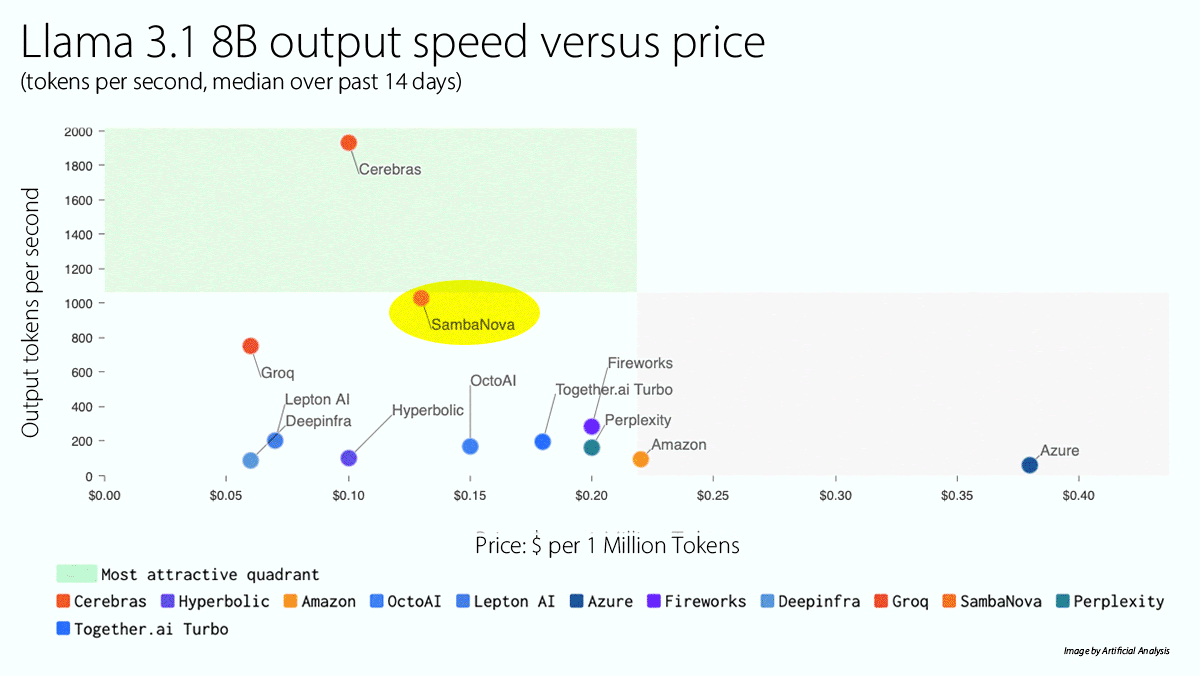 Llama 3.1 8B output speed versus price
(tokens per second, median over past 14 days)
Output tokens per second
2000
1800
1600
1400
1200
1000
800
600
400
200
0
Cerebras
SambaNova
Groq
Lepton AI
Deepinfra
Hyperbolic
OctoAI
Together.ai Turbo
Fireworks
Perplexity
Amazon
Azure
$0.00 $0.05 $0.10 $0.15 $0.20 $0.25 $0.30 $0.35 $0.40
Price: $ per 1 Million Tokens
Most attractive quadrant
Cerebras Hyperbolic Amazon OctoAI Lepton AI Azure Fireworks Deepinfra Groq SambaNova Perplexity
Together.ai Turbo
Image by Artificial Analysis